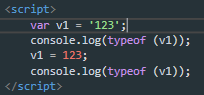 <script>
var v1 = '123';
console.log(typeof (v1));
v1 = 123;
console.log(typeof (v1));
</script>